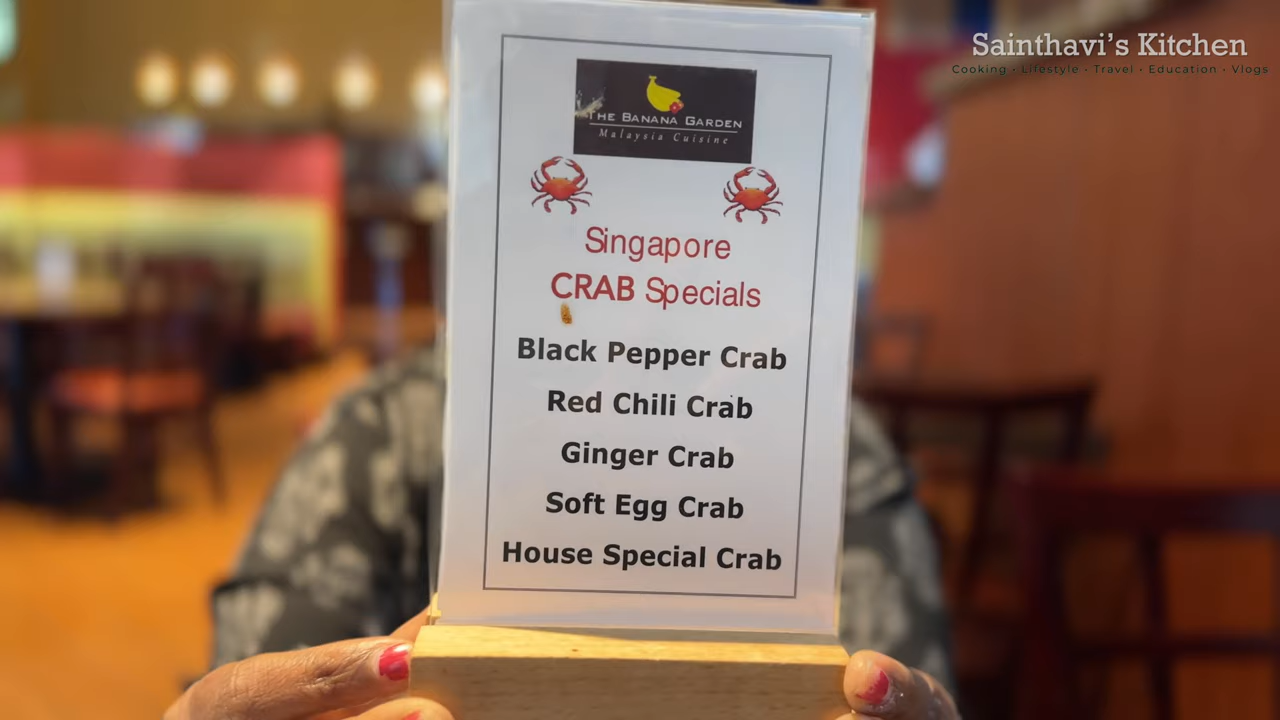 Sainthavi's Kitchen
Cooking • Lifestyle • Travel • Education • Vlogs
THE BANANA GARDEN
Malaysia Cuisine
Singapore
CRAB Specials
Black Pepper Crab
Red Chili Crab
Ginger Crab
Soft Egg Crab
House Special Crab